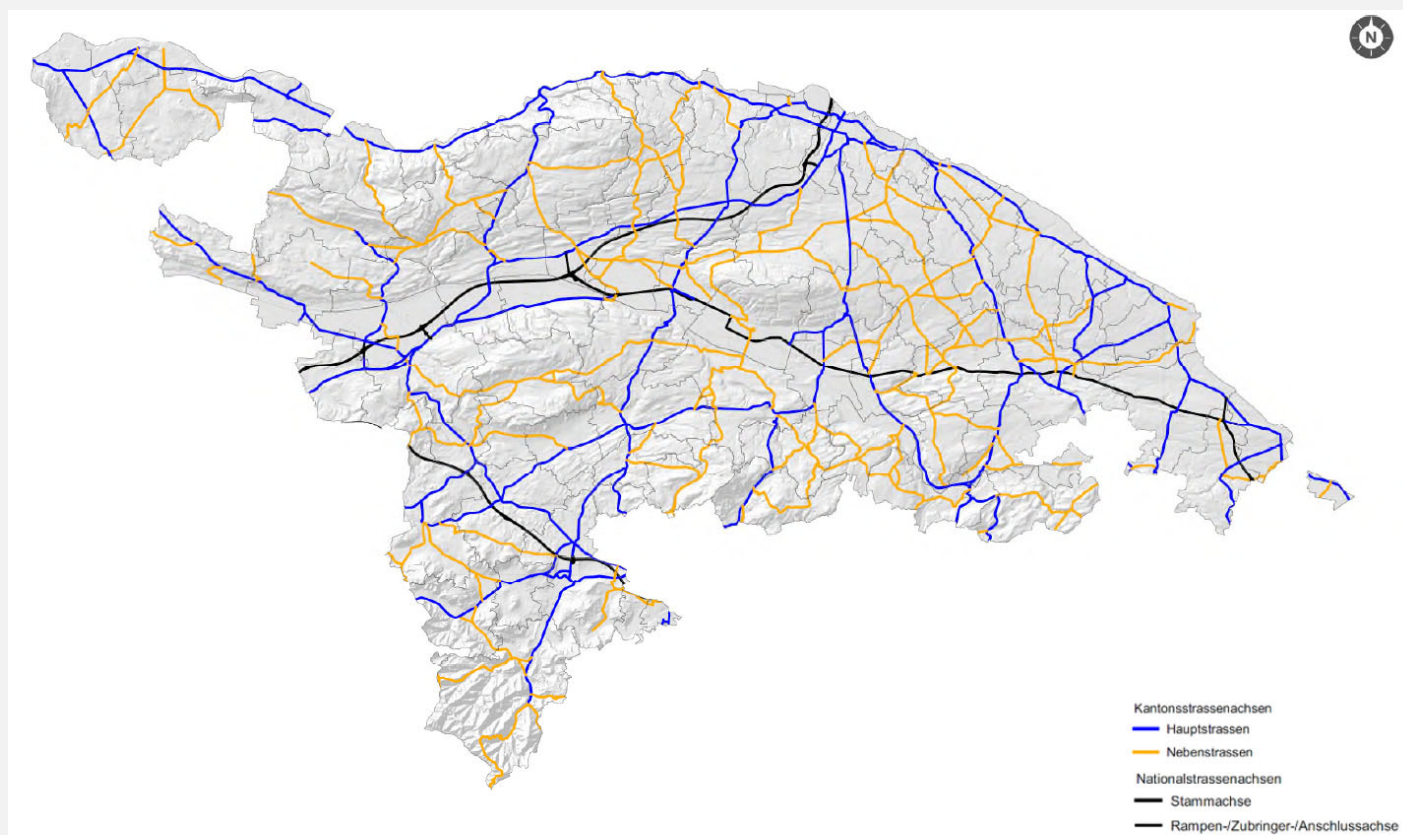 N
Kantonsstrassenachsen
Hauptstrassen
Nebenstrassen
Nationalstrassenachsen
Stammachse
Rampen-/Zubringer-/Anschlussachse